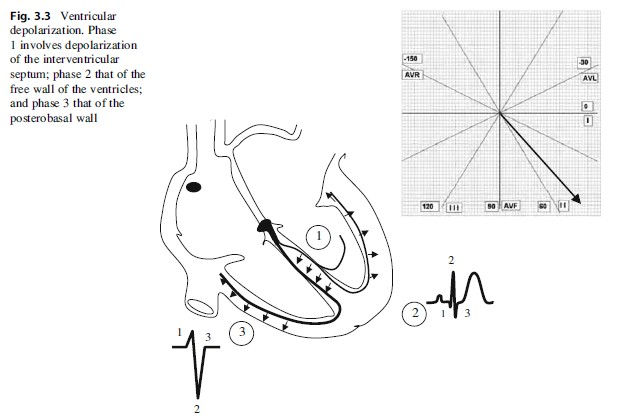 Fig. 3.3 Ventricular
depolarization. Phase
1 involves depolarization
of the interventricular
septum; phase 2 that of the
free wall of the ventricles;
and phase 3 that of the
posterobasal wall
-150
AVR
-30
AVL
0
I
120 III 90 AVF 60 II
1
2
2
1 3
3
1 3
2